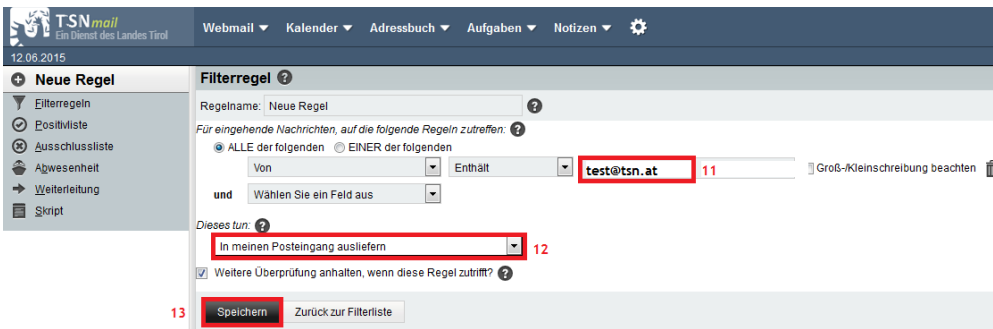 TSNmail
Ein Dienst des Landes Tirol
Webmail Kalender Adressbuch Aufgaben Notizen
12.06.2015
Neue Regel
Filterregeln
Positivliste
Ausschlussliste
Abwesenheit
Weiterleitung
Skript
Filterregel ?
Regelname: Neue Regel ?
Für eingehende Nachrichten, auf die folgende Regeln zutreffen: ?
ALLE der folgenden EINER der folgenden
Von Enthält test@tsn.at 11 Groß-/Kleinschreibung beachten
und Wählen Sie ein Feld aus
Dieses tun: ?
In meinen Posteingang ausliefern 12
Weitere Überprüfung anhalten, wenn diese Regel zutrifft? ?
13 Speichern Zurück zur Filterliste